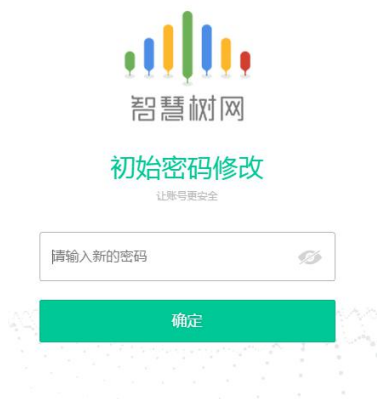 智慧树网
初始密码修改
让账号更安全
请输入新的密码
确定